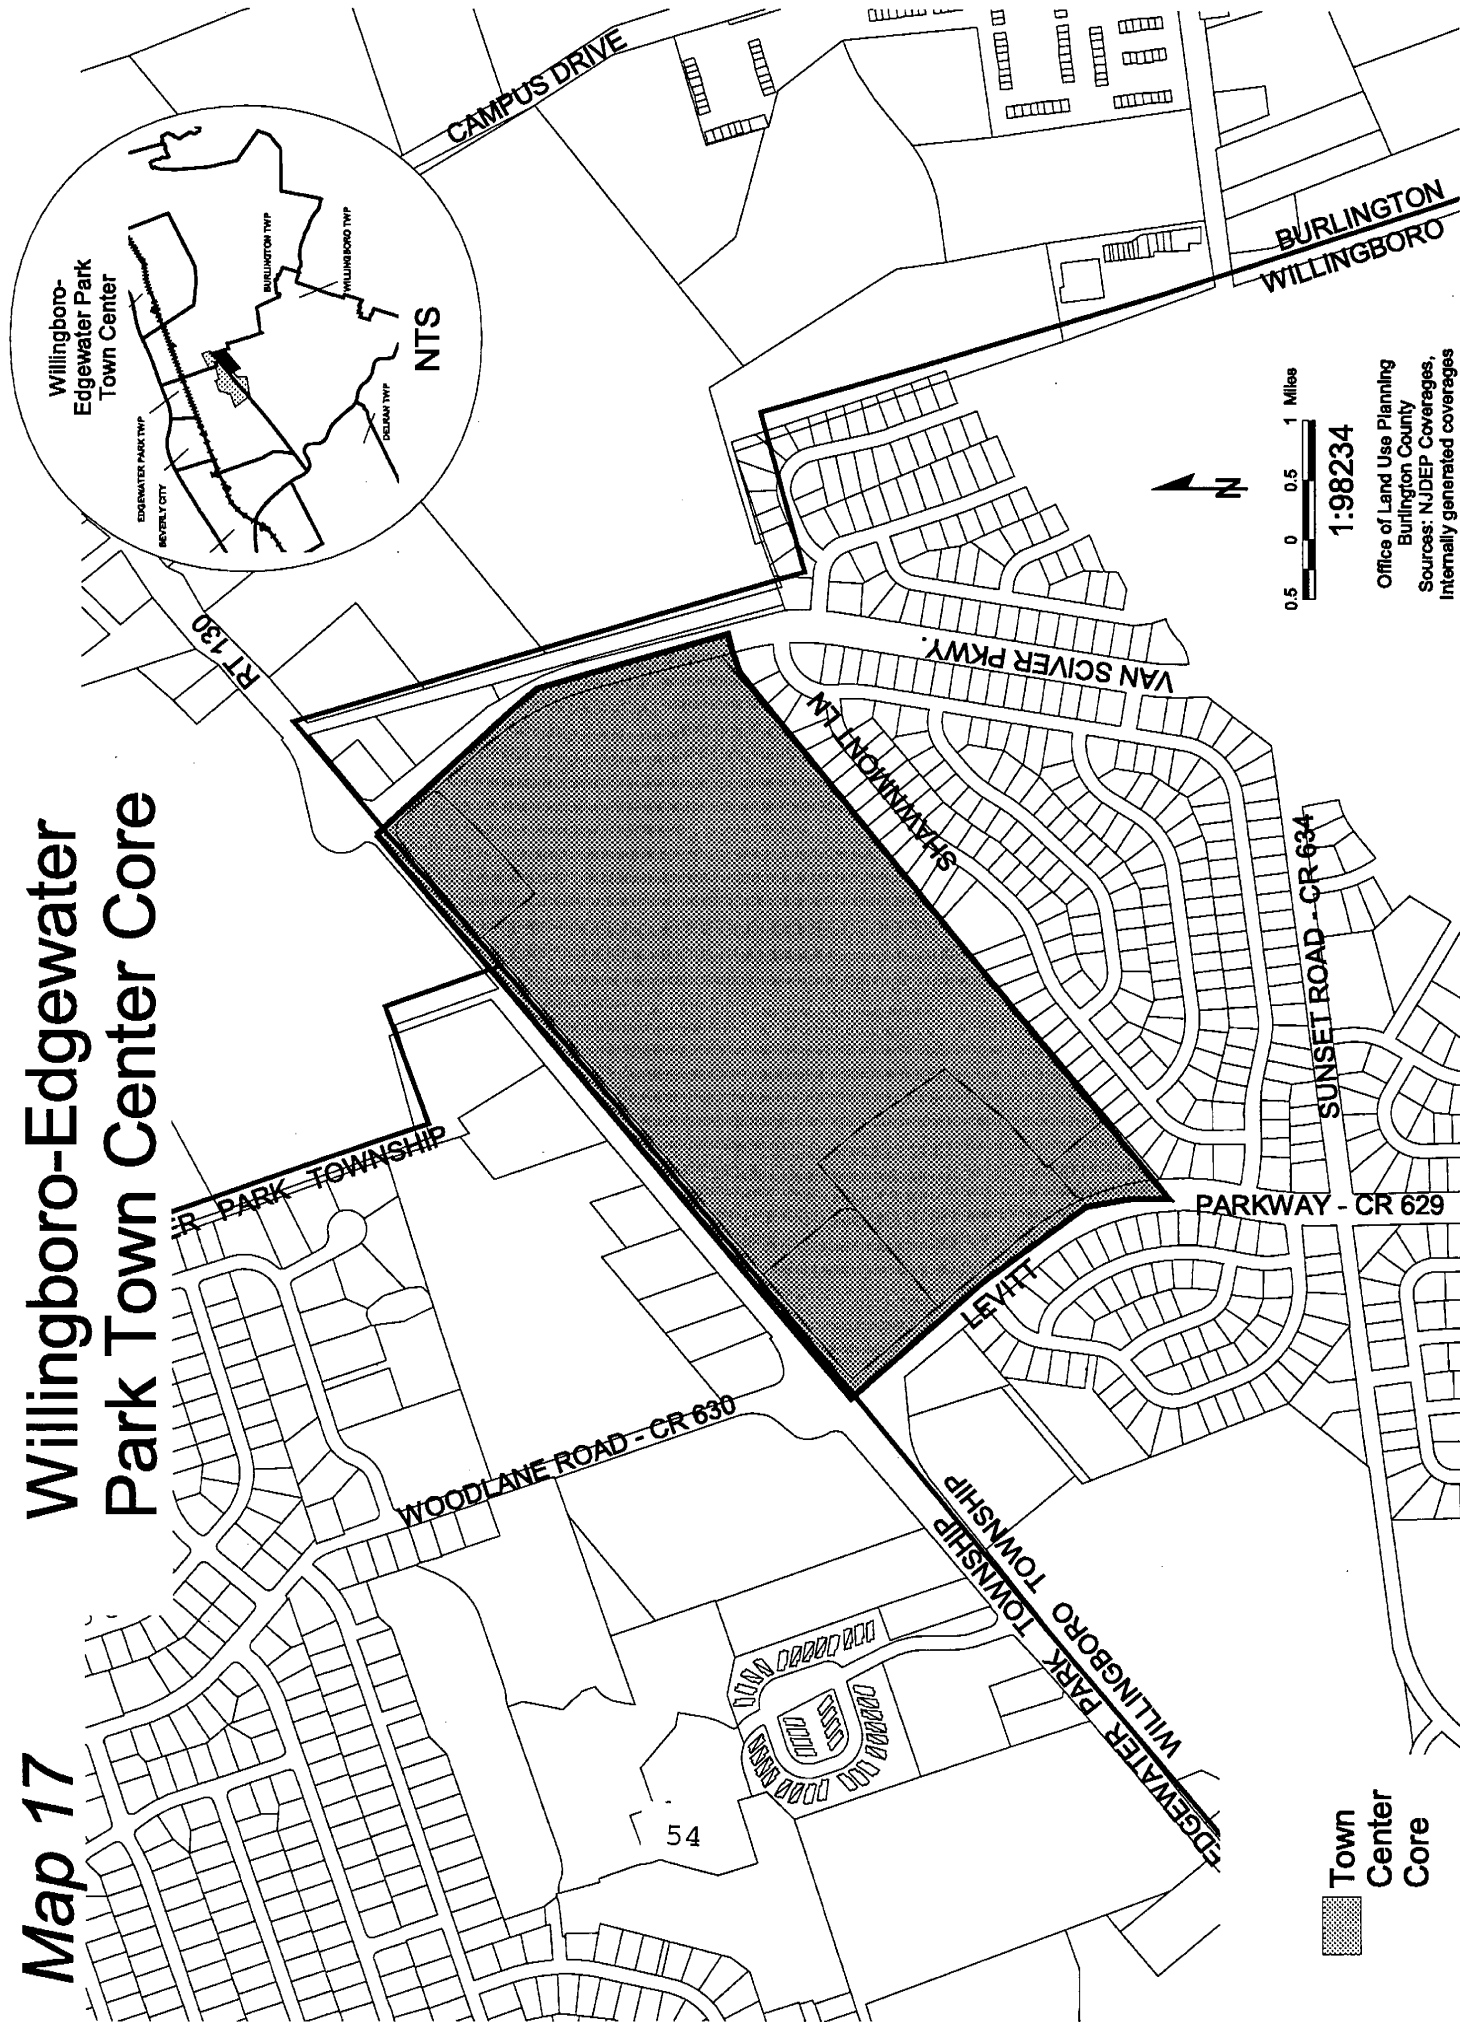 Map 17
Willingboro-Edgewater
Park Town Center Core
Willingboro-
Edgewater Park
Town Center
EDGEWATER PARK TWP
BEVERLY CITY
BURLINGTON TWP
WILLINGBORO TWP
DELRAN TWP
NTS
CAMPUS DRIVE
RT 130
ER PARK TOWNSHIP
WOODLANE ROAD - CR 630
SHAWNMONT LN
VAN SCIVER PKWY.
SUNSET ROAD - CR 634
LEVITT
PARKWAY - CR 629
BURLINGTON
WILLINGBORO
EDGEWATER PARK TOWNSHIP
WILLINGBORO TOWNSHIP
54
Town
Center
Core
N
0.5 0 0.5 1 Miles
1:98234
Office of Land Use Planning
Burlington County
Sources: NJDEP Coverages,
Internally generated coverages